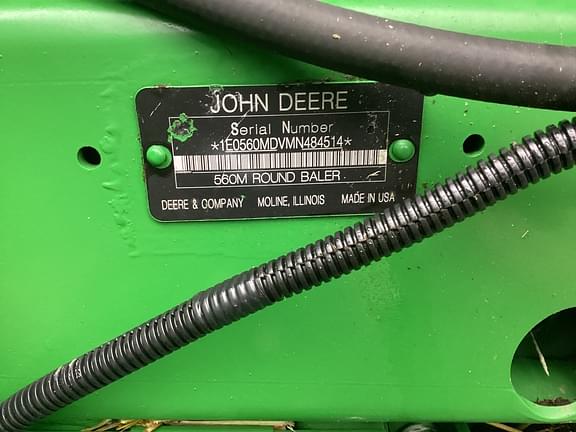 JOHN DEERE
Serial Number
*1E0560MDVMN484514*
560M ROUND BALER
DEERE & COMPANY MOLINE, ILLINOIS MADE IN USA